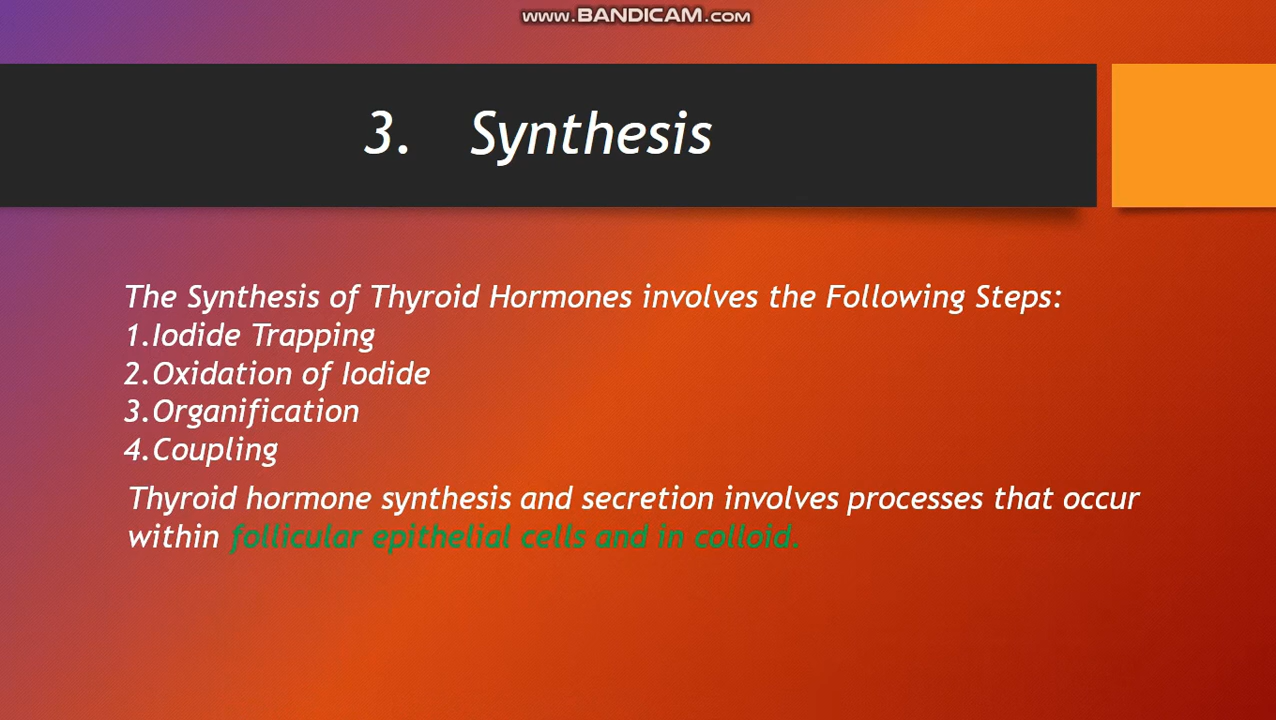 www.BANDICAM.com
3. Synthesis
The Synthesis of Thyroid Hormones involves the Following Steps:
1.Iodide Trapping
2.Oxidation of Iodide
3.Organification
4.Coupling
Thyroid hormone synthesis and secretion involves processes that occur
within follicular epithelial cells and in colloid.